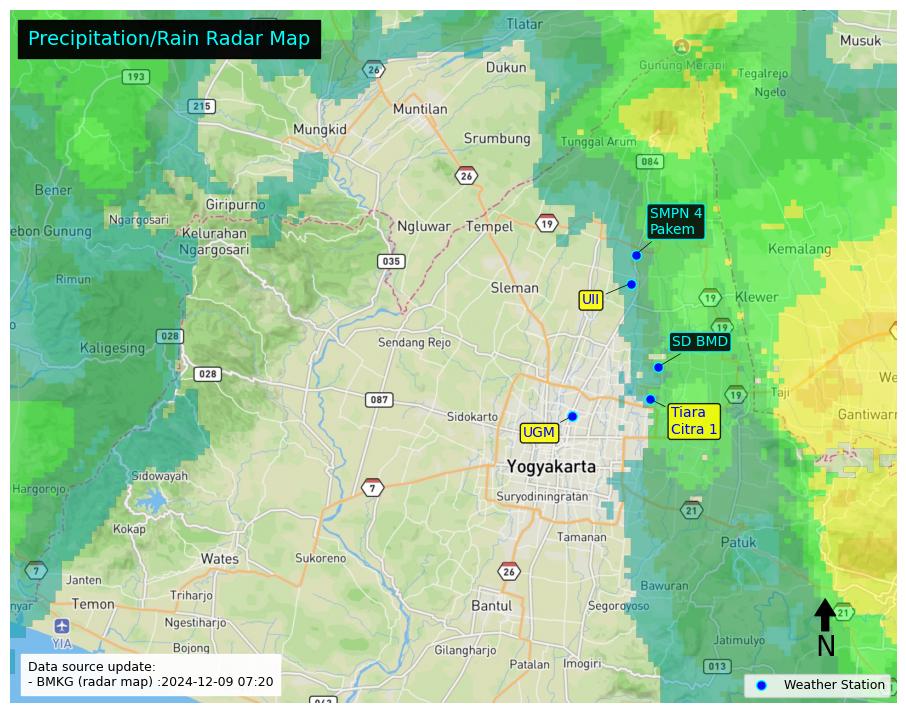 Precipitation/Rain Radar Map
Tlatar
Musuk
Gunung Merapi
Tegalrejo
Ngelo
Dukun
26
193
215
Muntilan
Mungkid
Srumbung
Tunggal Arum
084
26
Bener
Giripurno
Ngargosari
ebon Gunung
Kelurahan
Ngargosari
Ngluwar
Tempel
19
SMPN 4
Pakem
Kemalang
035
Rimun
Sleman
UII
19
Klewer
19
028
Kaligesing
Sendang Rejo
SD BMD
028
We
087
Sidokarto
19
Taji
Tiara
Citra 1
Gantiwarn
UGM
Yogyakarta
Sidowayah
Hargorojo
7
Suryodiningratan
21
Kokap
Tamanan
Patuk
Wates
Sukoreno
7
Janten
26
Bawuran
Triharjo
Temon
Bantul
Segoroyoso
21
nyar
Ngestiharjo
YIA
Jatimulyo
N
Bojong
Gilangharjo
Patalan
Imogiri
013
Data source update:
- BMKG (radar map) :2024-12-09 07:20
Weather Station